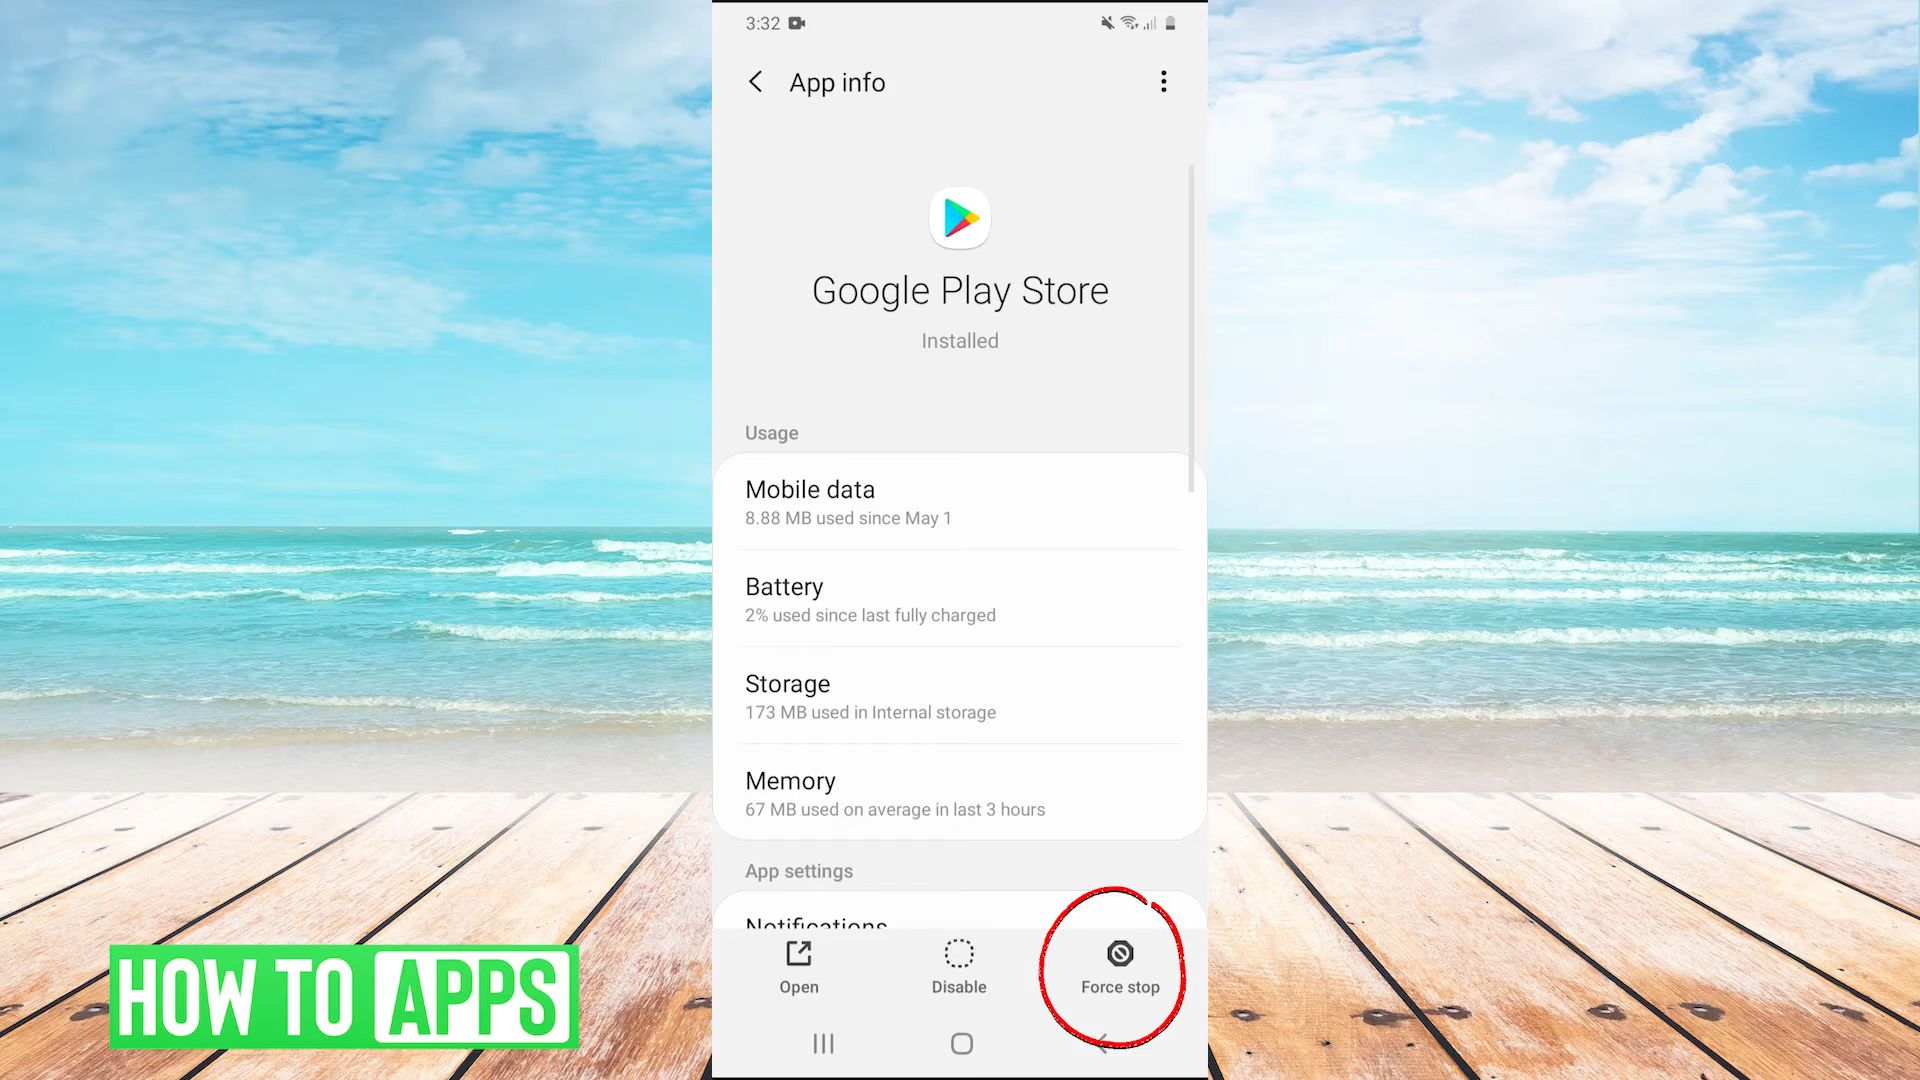 3:32
App info
Google Play Store
Installed
Usage
Mobile data
8.88 MB used since May 1
Battery
2% used since last fully charged
Storage
173 MB used in Internal storage
Memory
67 MB used on average in last 3 hours
App settings
Notifications
Open
Disable
Force stop
HOW TO APPS